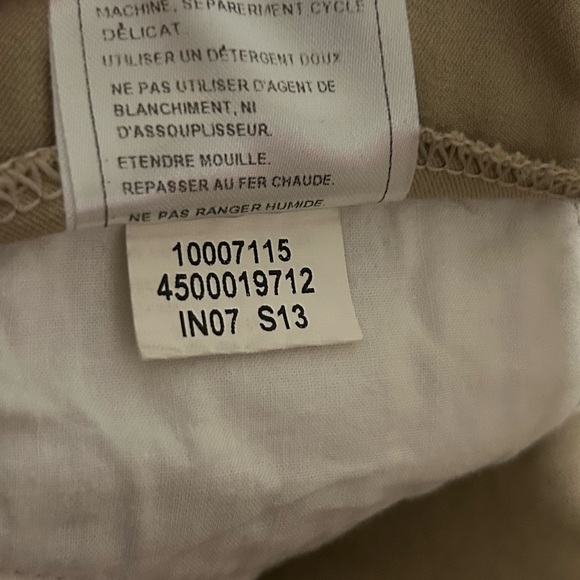 MACHINE, SÉPARERMENT CYCLE
DÉLICAT
UTILISER UN DÉTERGENT DOUX
NE PAS UTILISER D'AGENT DE
BLANCHIMENT, NI
D'ASSOUPLISSEUR.
ETENDRE MOUILLE.
REPASSER AU FER CHAUDE.
NE PAS RANGER HUMIDE.
10007115
4500019712
IN07 S13